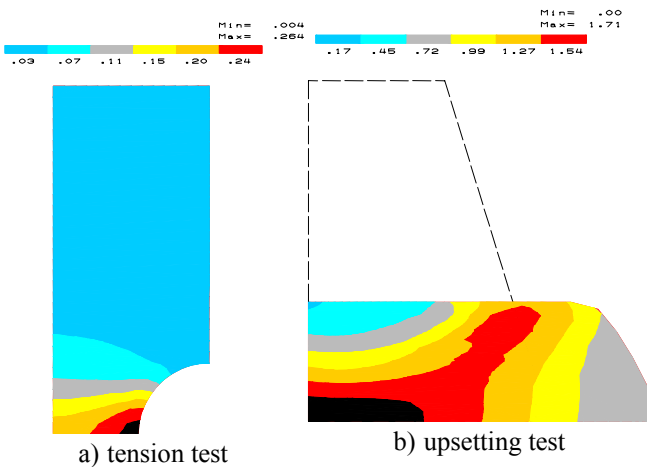 Min= .004
Max= .264
.03 .07 .11 .15 .20 .24
Min= .00
Max= 1.71
.17 .45 .72 .99 1.27 1.54
a) tension test
b) upsetting test